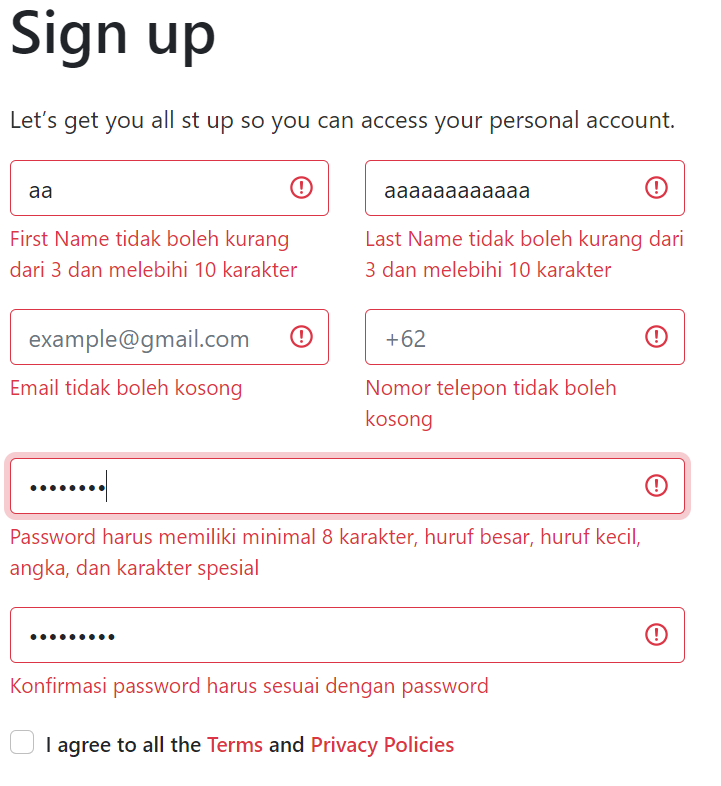 Sign up
Let’s get you all st up so you can access your personal account.
aa
aaaaaaaaaaaa
First Name tidak boleh kurang
dari 3 dan melebihi 10 karakter
Last Name tidak boleh kurang dari
3 dan melebihi 10 karakter
example@gmail.com
+62
Email tidak boleh kosong
Nomor telepon tidak boleh
kosong
••••••••
Password harus memiliki minimal 8 karakter, huruf besar, huruf kecil,
angka, dan karakter spesial
•••••••••
Konfirmasi password harus sesuai dengan password
I agree to all the Terms and Privacy Policies